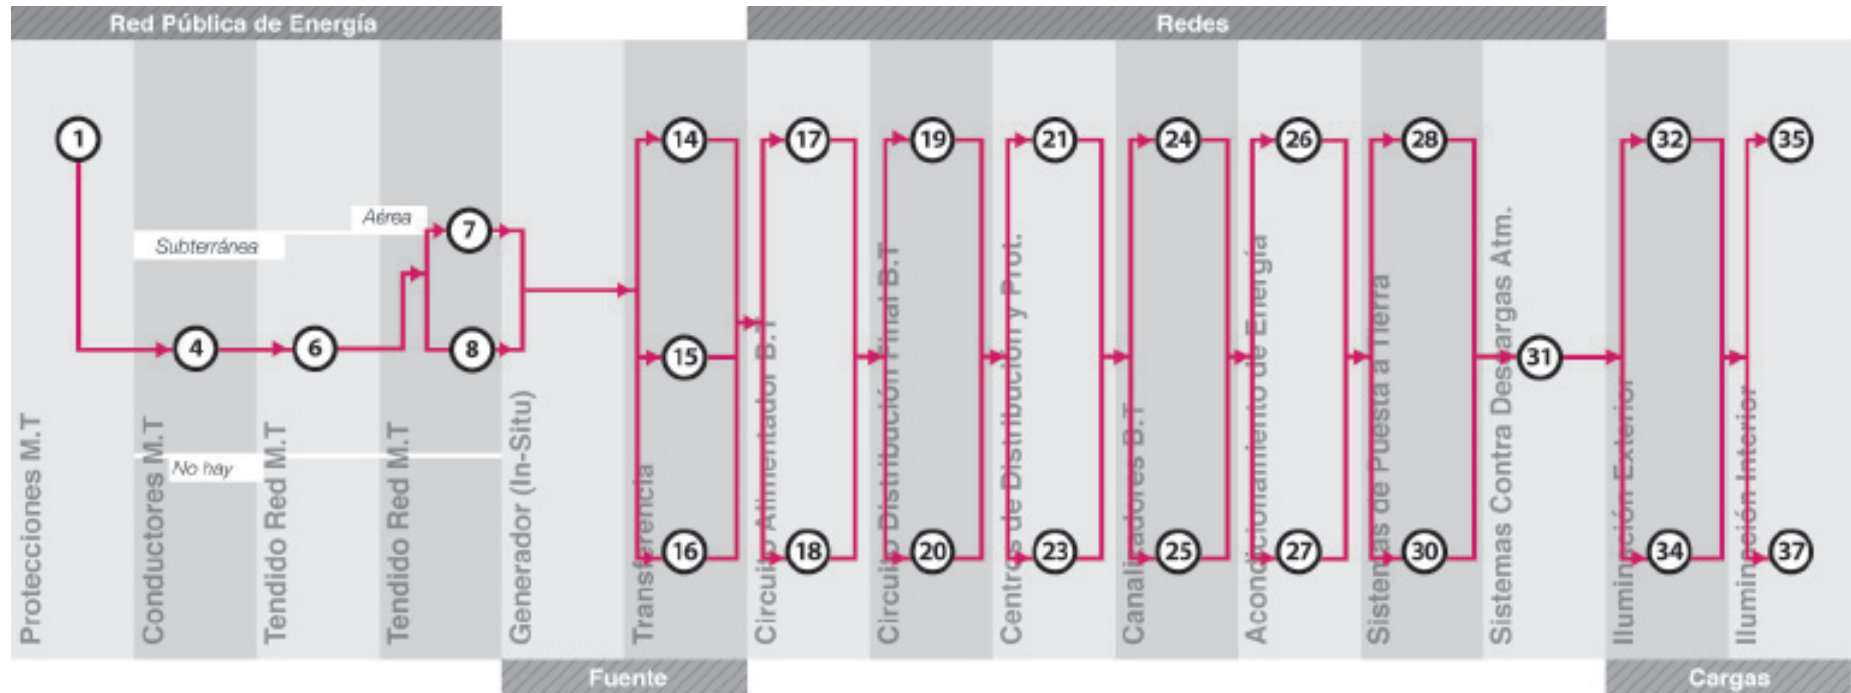 Red Pública de Energía
Redes
1
14
17
19
21
24
26
28
32
35
Aérea
7
Subterránea
4
6
8
15
31
No hay
16
18
20
23
25
27
30
34
37
Protecciones M.T
Conductores M.T
Tendido Red M.T
Tendido Red M.T
Generador (In-Situ)
Transferencia
Circuito Alimentador B.T
Circuito Distribución Final B.T
Centros de Distribución y Prot.
Canalizadores B.T
Acondicionamiento de Energía
Sistemas de Puesta a Tierra
Sistemas Contra Descargas Atm.
Iluminación Exterior
Iluminación Interior
Fuente
Cargas